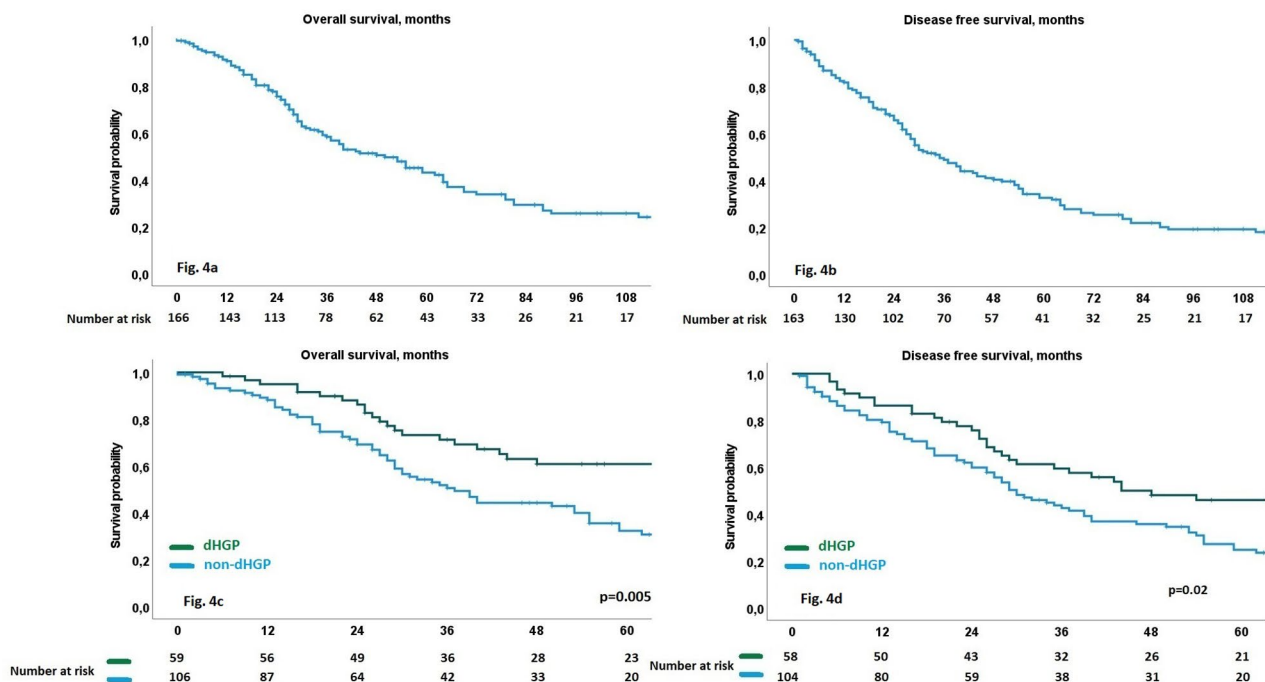 Overall survival, months
Survival probability
1,0
0,8
0,6
0,4
0,2
0,0
Fig. 4a
0 12 24 36 48 60 72 84 96 108
Number at risk 166 143 113 78 62 43 33 26 21 17
Disease free survival, months
Survival probability
1,0
0,8
0,6
0,4
0,2
0,0
Fig. 4b
0 12 24 36 48 60 72 84 96 108
Number at risk 163 130 102 70 57 41 32 25 21 17
Overall survival, months
Survival probability
1,0
0,8
0,6
0,4
0,2
0,0
dHGP
non-dHGP
Fig. 4c
p=0.005
0 12 24 36 48 60
Number at risk
59 56 49 36 28 23
106 87 64 42 33 20
Disease free survival, months
Survival probability
1,0
0,8
0,6
0,4
0,2
0,0
dHGP
non-dHGP
Fig. 4d
p=0.02
0 12 24 36 48 60
Number at risk
58 50 43 32 26 21
104 80 59 38 31 20